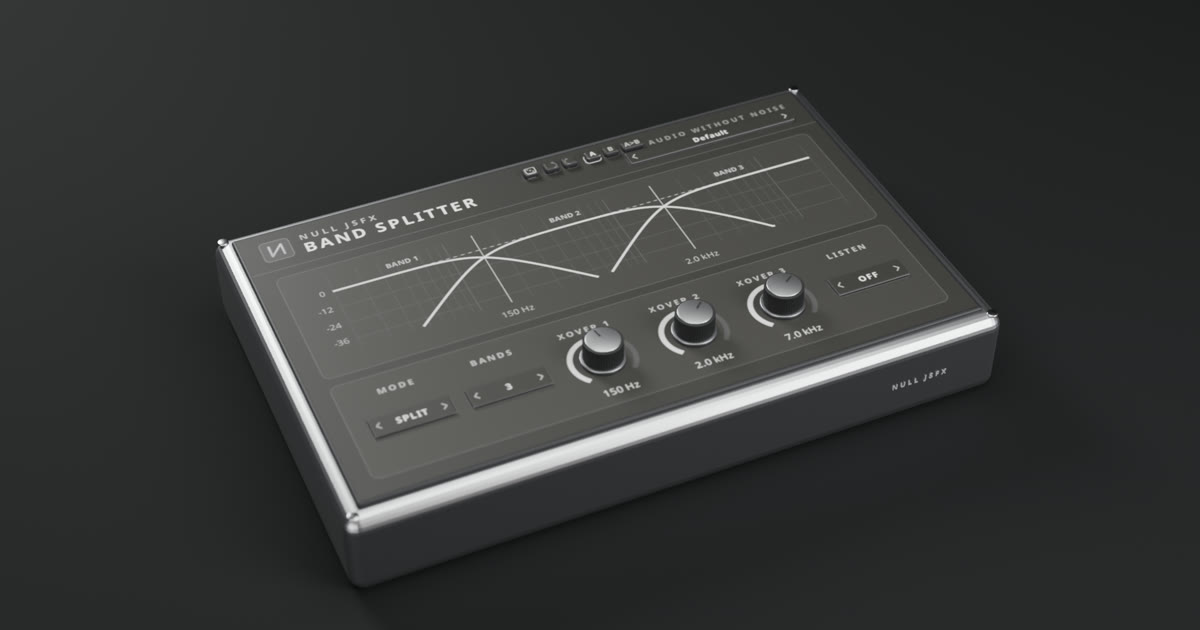 NULL JSFX
BAND SPLITTER
A B A>B
AUDIO WITHOUT NOISE
< Default >
BAND 1
BAND 2
BAND 3
0
-12
-24
-36
150 Hz
2.0 kHz
MODE
< SPLIT >
BANDS
< 3 >
XOVER 1
150 Hz
XOVER 2
2.0 kHz
XOVER 3
7.0 kHz
LISTEN
< OFF >
NULL JSFX